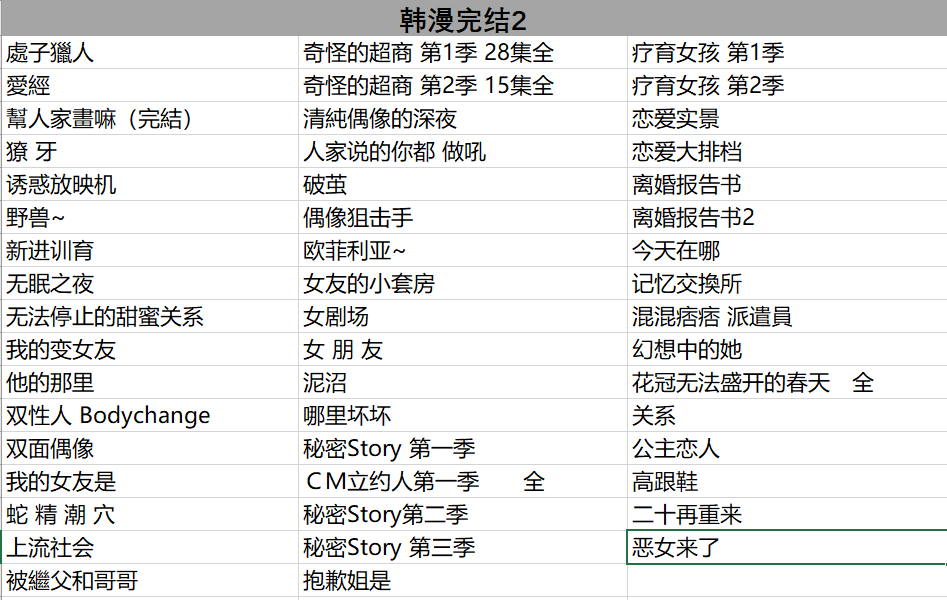 韩漫完结2
處子獵人 奇怪的超商 第1季 28集全 疗育女孩 第1季
愛經 奇怪的超商 第2季 15集全 疗育女孩 第2季
幫人家畫嘛（完結） 清純偶像的深夜 恋爱实景
獠 牙 人家说的你都 做吼 恋爱大排档
诱惑放映机 破茧 离婚报告书
野兽~ 偶像狙击手 离婚报告书2
新进训育 欧菲利亚~ 今天在哪
无眠之夜 女友的小套房 记忆交換所
无法停止的甜蜜关系 女剧场 混混痞痞 派遣員
我的变女友 女 朋 友 幻想中的她
他的那里 泥沼 花冠无法盛开的春天　全
双性人 Bodychange 哪里坏坏 关系
双面偶像 秘密Story 第一季 公主恋人
我的女友是 ＣＭ立约人第一季　　全 高跟鞋
蛇 精 潮 穴 秘密Story第二季 二十再重来
上流社会 秘密Story 第三季 恶女来了
被繼父和哥哥 抱歉姐是